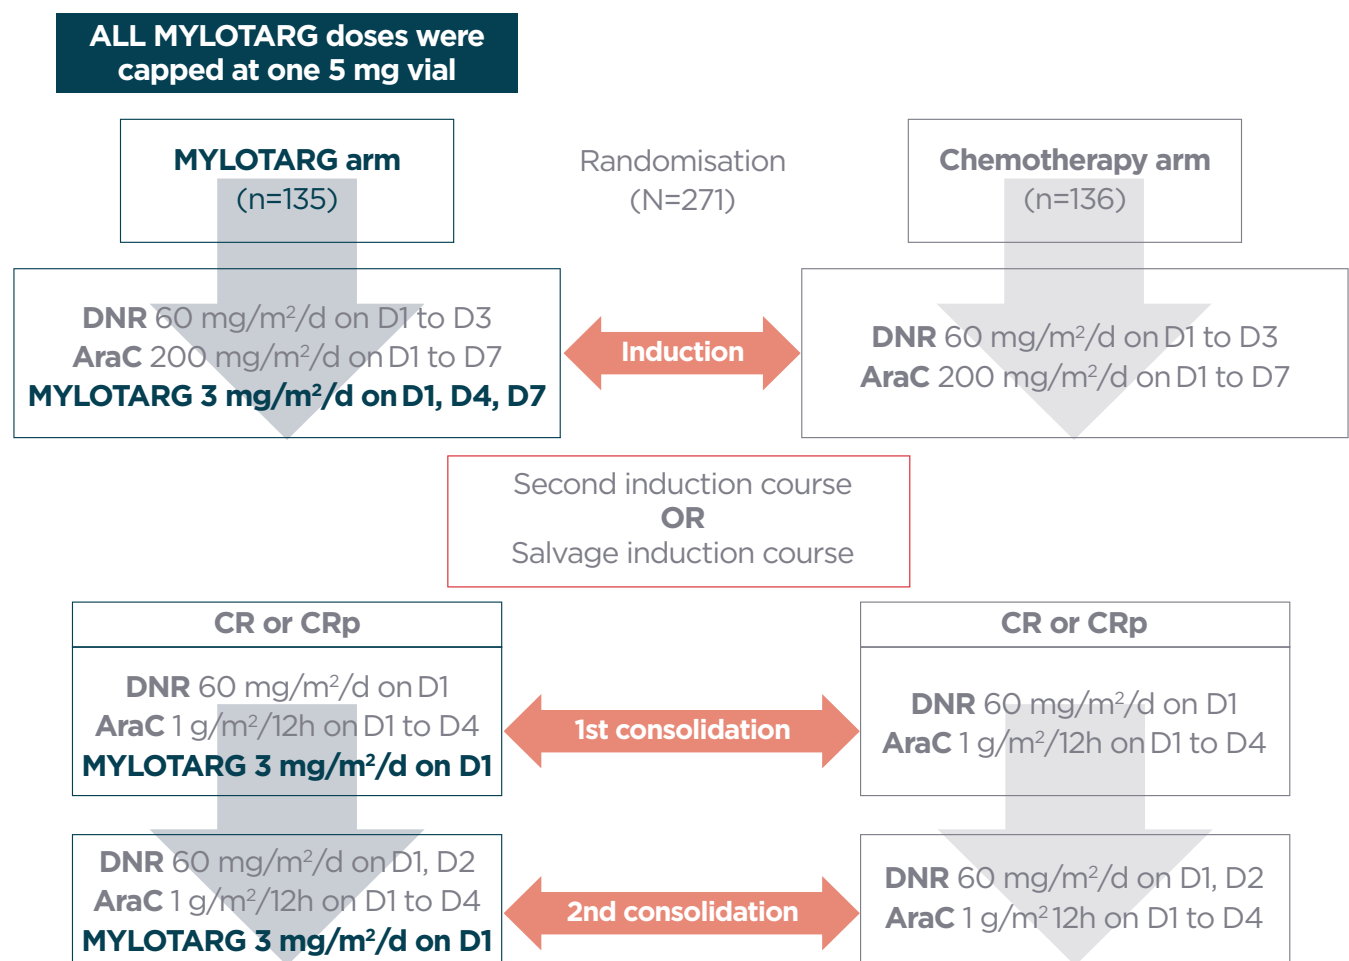 ALL MYLOTARG doses were
capped at one 5 mg vial
MYLOTARG arm
(n=135)
Randomisation
(N=271)
Chemotherapy arm
(n=136)
DNR 60 mg/m²/d on D1 to D3
AraC 200 mg/m²/d on D1 to D7
MYLOTARG 3 mg/m²/d on D1, D4, D7
Induction
DNR 60 mg/m²/d on D1 to D3
AraC 200 mg/m²/d on D1 to D7
Second induction course
OR
Salvage induction course
CR or CRp
DNR 60 mg/m²/d on D1
AraC 1 g/m²/12h on D1 to D4
MYLOTARG 3 mg/m²/d on D1
1st consolidation
CR or CRp
DNR 60 mg/m²/d on D1
AraC 1 g/m²/12h on D1 to D4
DNR 60 mg/m²/d on D1, D2
AraC 1 g/m²/12h on D1 to D4
MYLOTARG 3 mg/m²/d on D1
2nd consolidation
DNR 60 mg/m²/d on D1, D2
AraC 1 g/m² 12h on D1 to D4